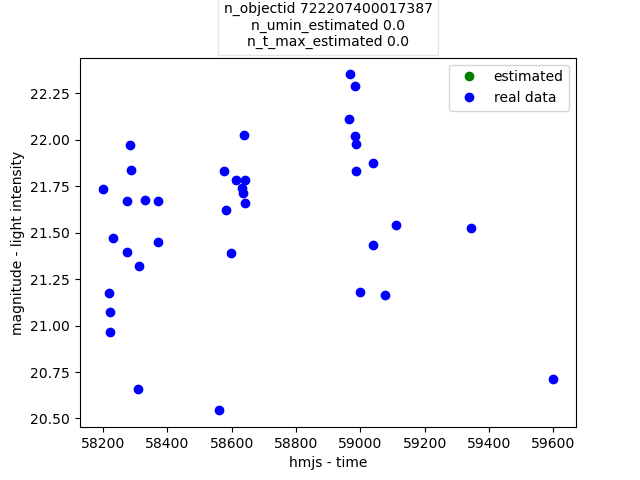 n_objectid 722207400017387
n_umin_estimated 0.0
n_t_max_estimated 0.0
estimated
real data
22.25
22.00
21.75
21.50
21.25
21.00
20.75
20.50
magnitude - light intensity
58200 58400 58600 58800 59000 59200 59400 59600
hmjs - time